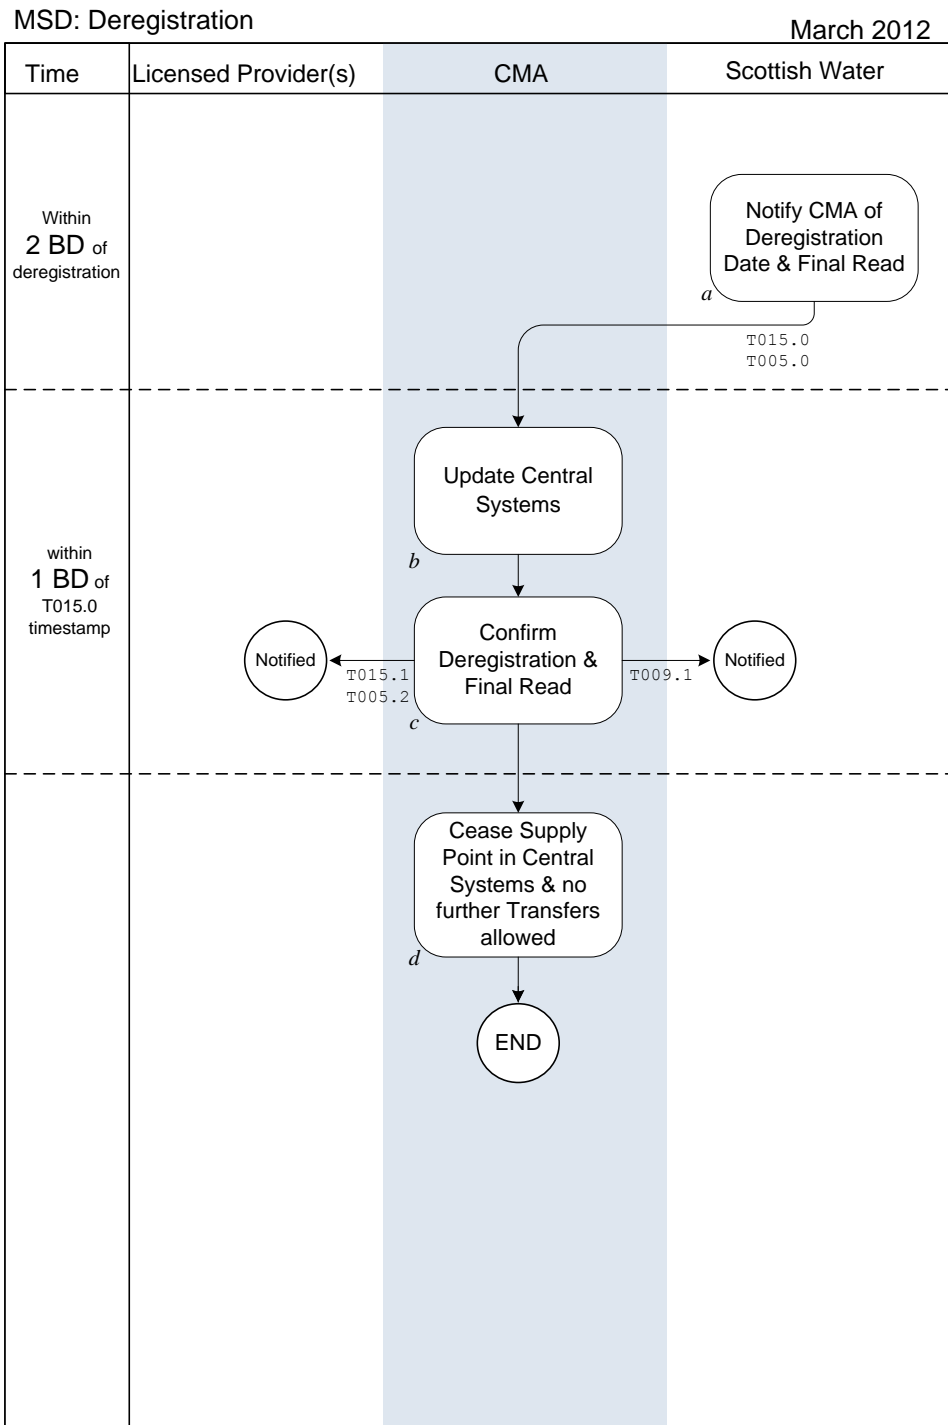 MSD: Deregistration
March 2012
Time
Licensed Provider(s)
CMA
Scottish Water
Within
2 BD of
deregistration
Notify CMA of
Deregistration
Date & Final Read
a
T015.0
T005.0
within
1 BD of
T015.0
timestamp
Update Central
Systems
b
Confirm
Deregistration &
Final Read
c
Notified
T015.1
T005.2
T009.1
Notified
Cease Supply
Point in Central
Systems & no
further Transfers
allowed
d
END